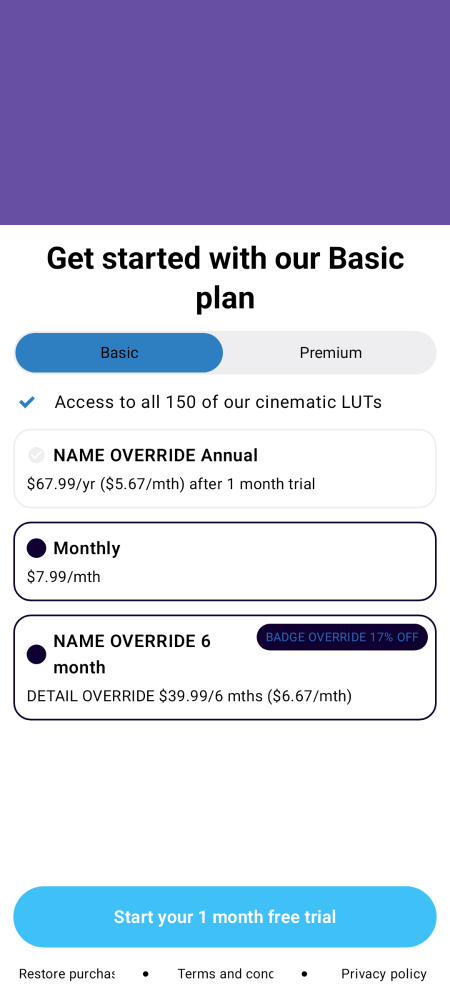 Get started with our Basic
plan
Basic
Premium
Access to all 150 of our cinematic LUTs
NAME OVERRIDE Annual
$67.99/yr ($5.67/mth) after 1 month trial
Monthly
$7.99/mth
NAME OVERRIDE 6
month
BADGE OVERRIDE 17% OFF
DETAIL OVERRIDE $39.99/6 mths ($6.67/mth)
Start your 1 month free trial
Restore purchas
Terms and conc
Privacy policy